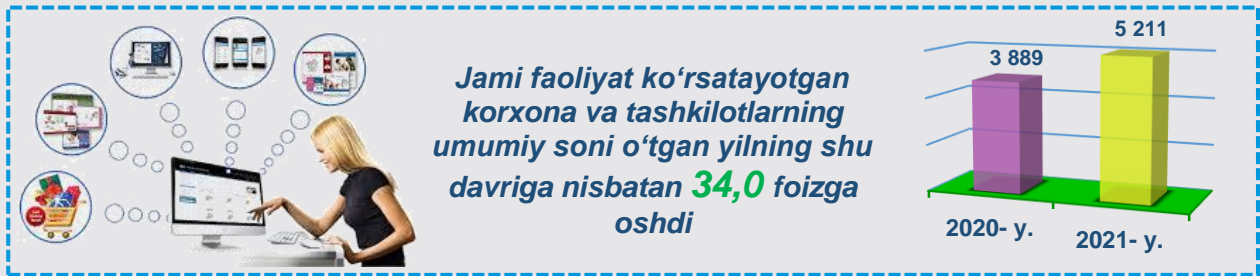 Jami faoliyat ko‘rsatayotgan
korxona va tashkilotlarning
umumiy soni o‘tgan yilning shu
davriga nisbatan 34,0 foizga
oshdi
3 889
5 211
2020- y.
2021- y.